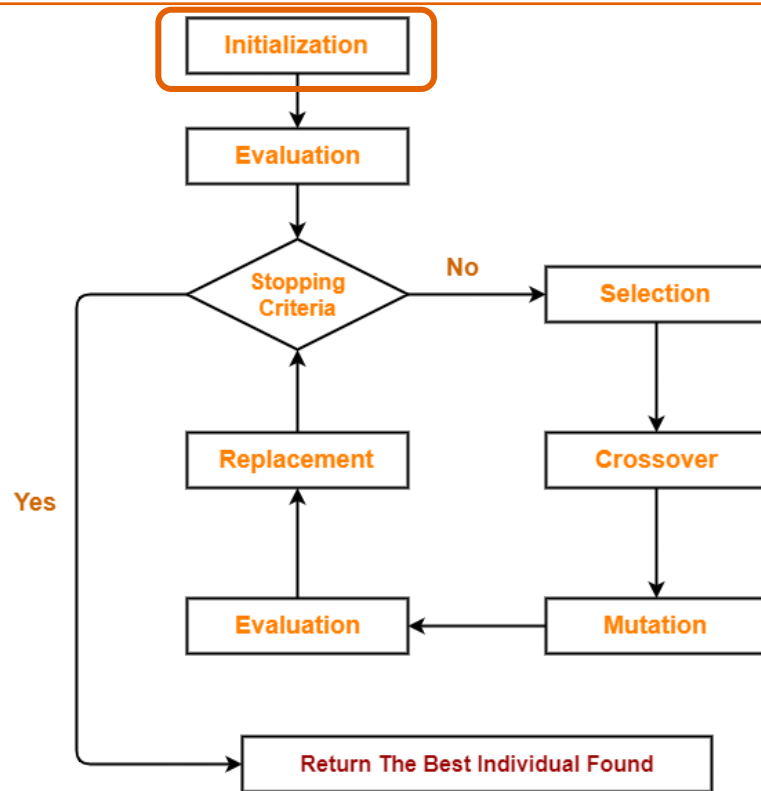 Initialization
Evaluation
Stopping
Criteria
No
Selection
Replacement
Crossover
Yes
Evaluation
Mutation
Return The Best Individual Found